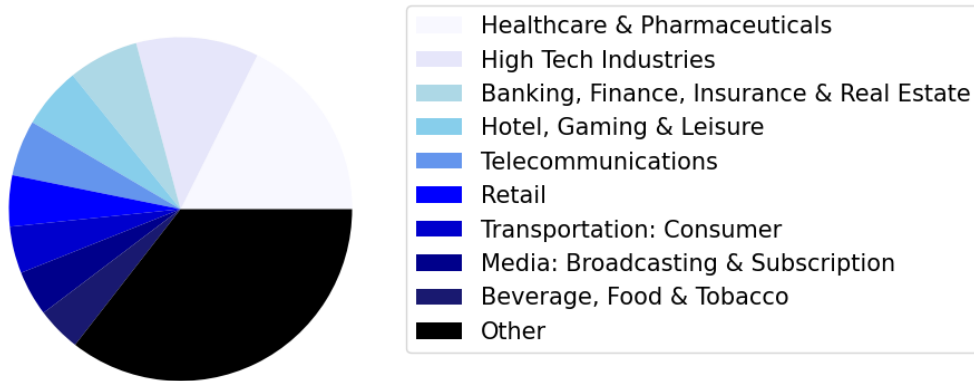 Healthcare & Pharmaceuticals
High Tech Industries
Banking, Finance, Insurance & Real Estate
Hotel, Gaming & Leisure
Telecommunications
Retail
Transportation: Consumer
Media: Broadcasting & Subscription
Beverage, Food & Tobacco
Other